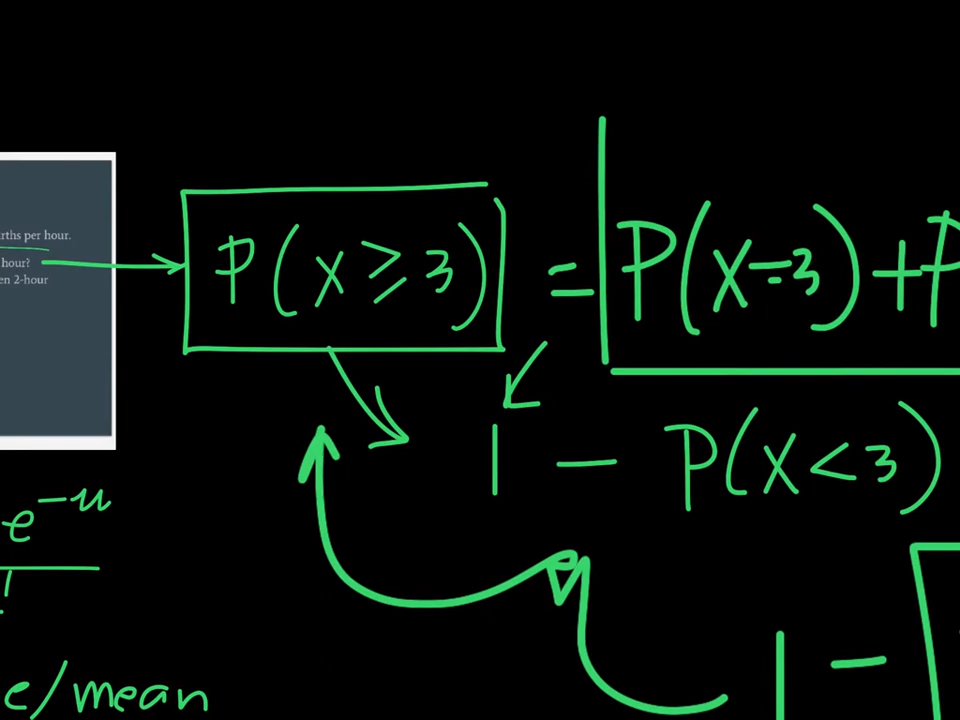 rths per hour.
hour?
en 2-hour
P(X ≥ 3) = P(X=3) + P
1 − P(X < 3)
e^−u
!
1 −
e/mean